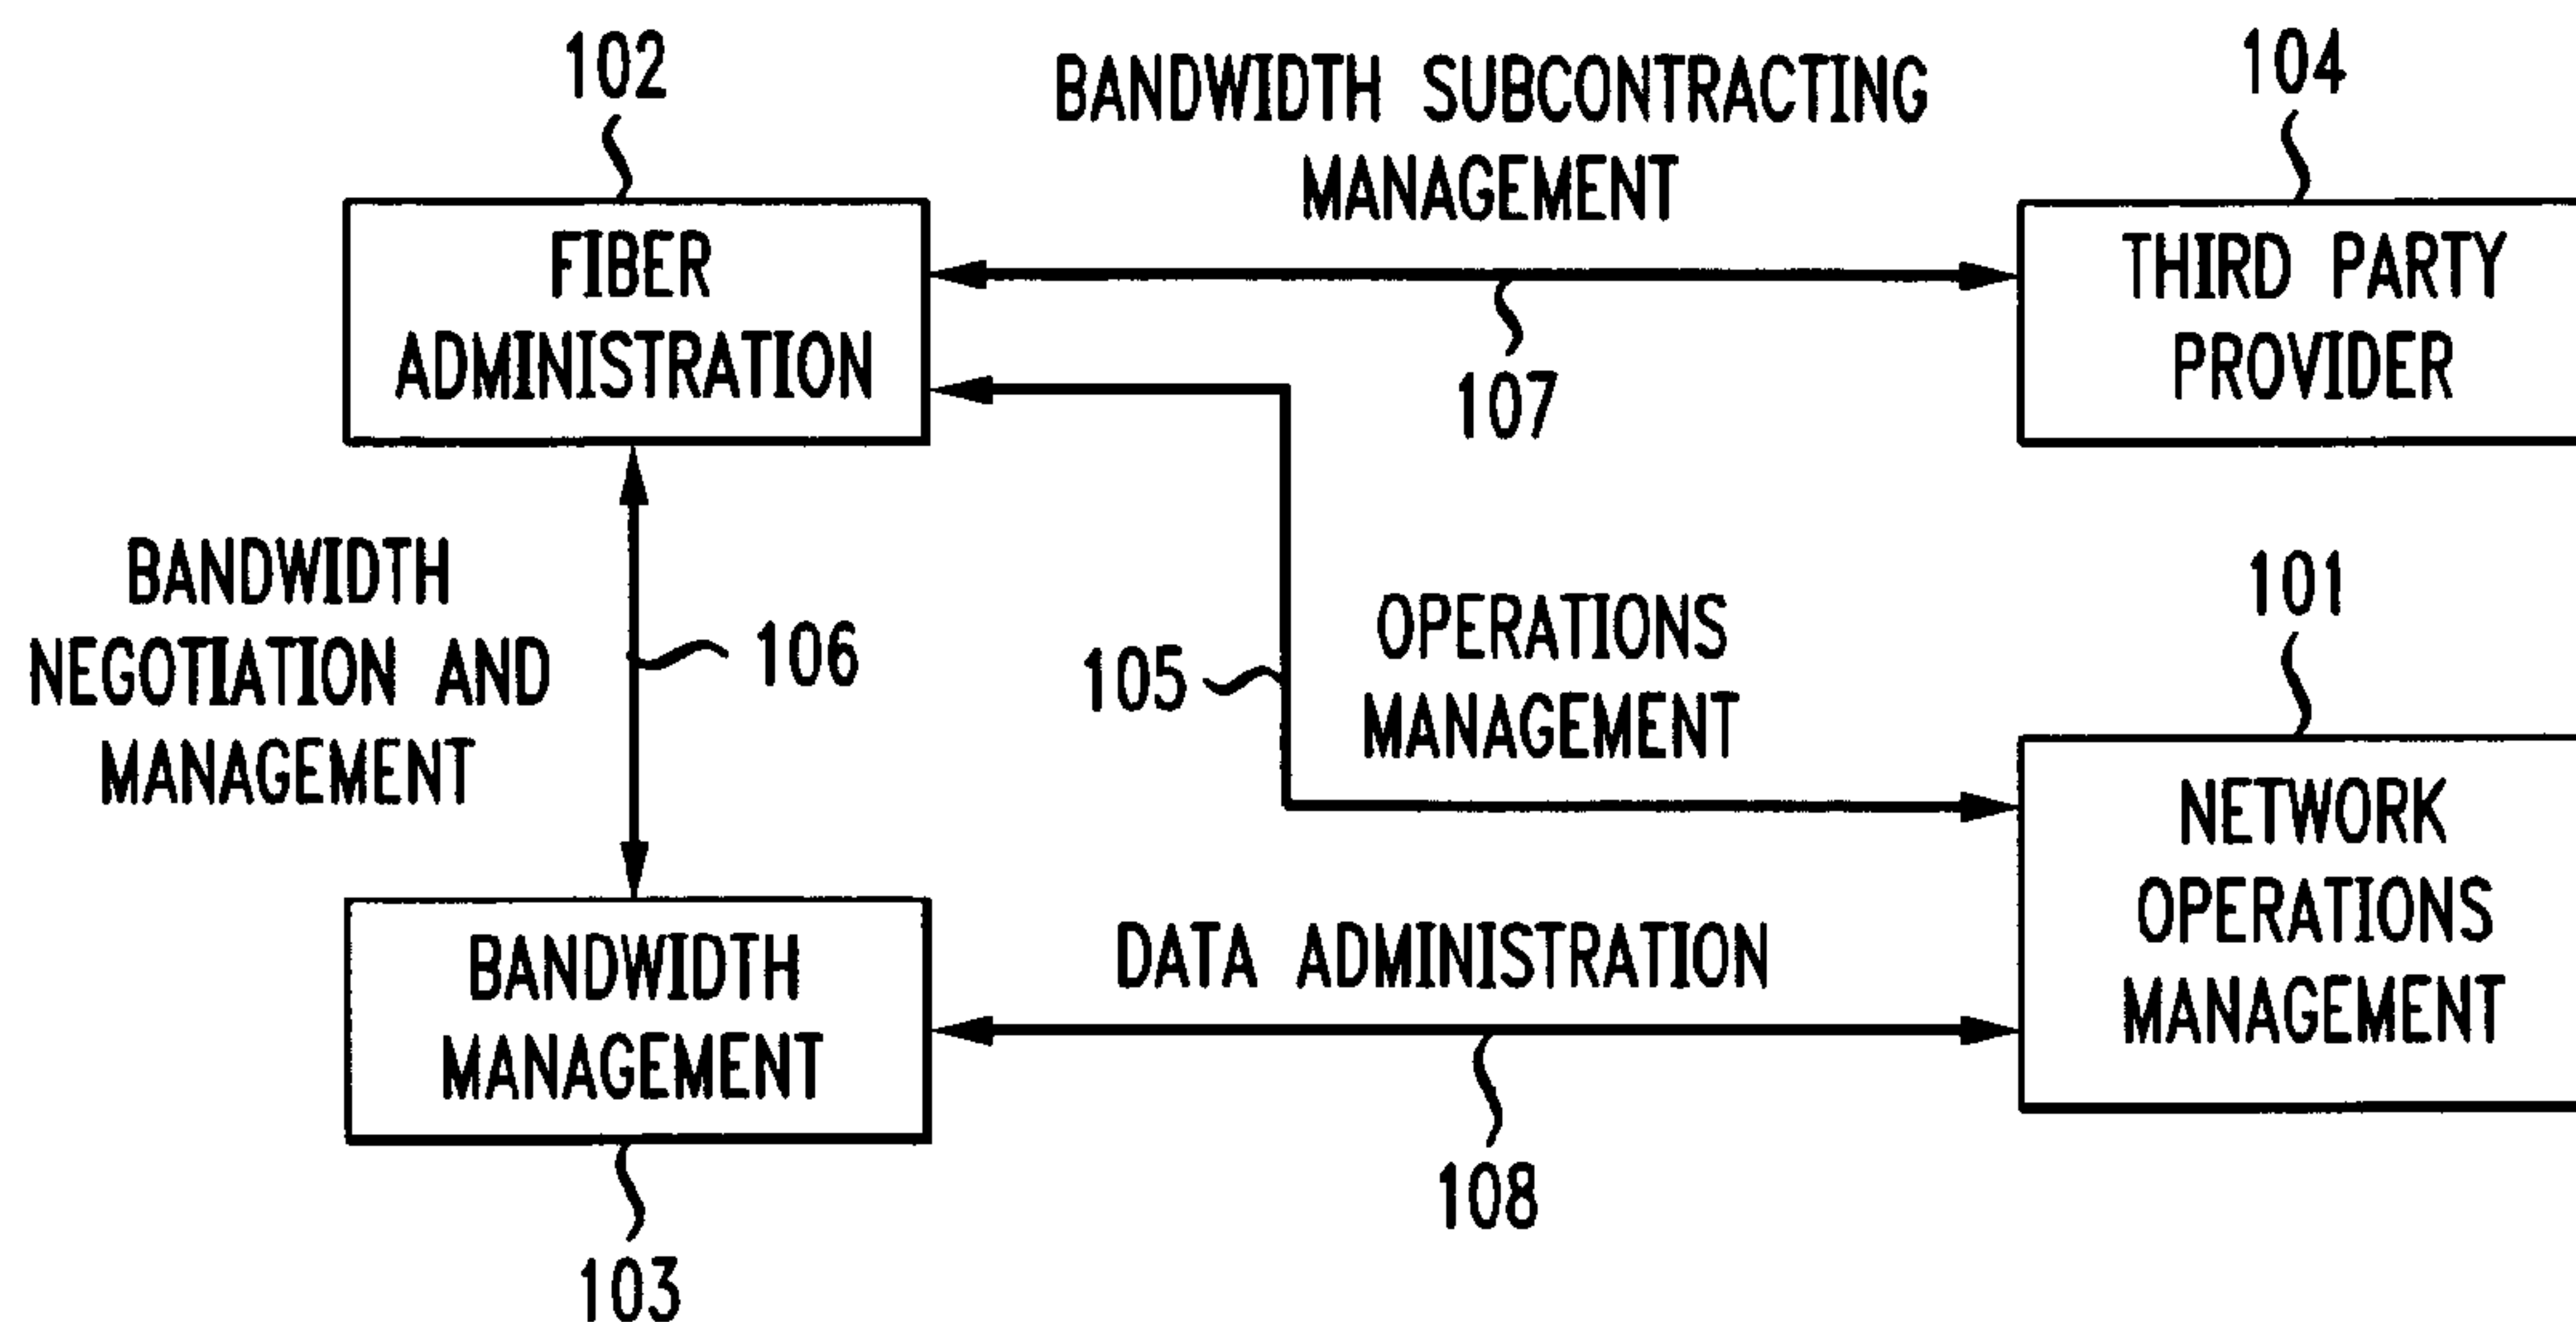 102
BANDWIDTH SUBCONTRACTING
MANAGEMENT
104
FIBER
ADMINISTRATION
THIRD PARTY
PROVIDER
107
BANDWIDTH
NEGOTIATION AND
MANAGEMENT
106
105
OPERATIONS
MANAGEMENT
101
NETWORK
OPERATIONS
MANAGEMENT
BANDWIDTH
MANAGEMENT
DATA ADMINISTRATION
108
103